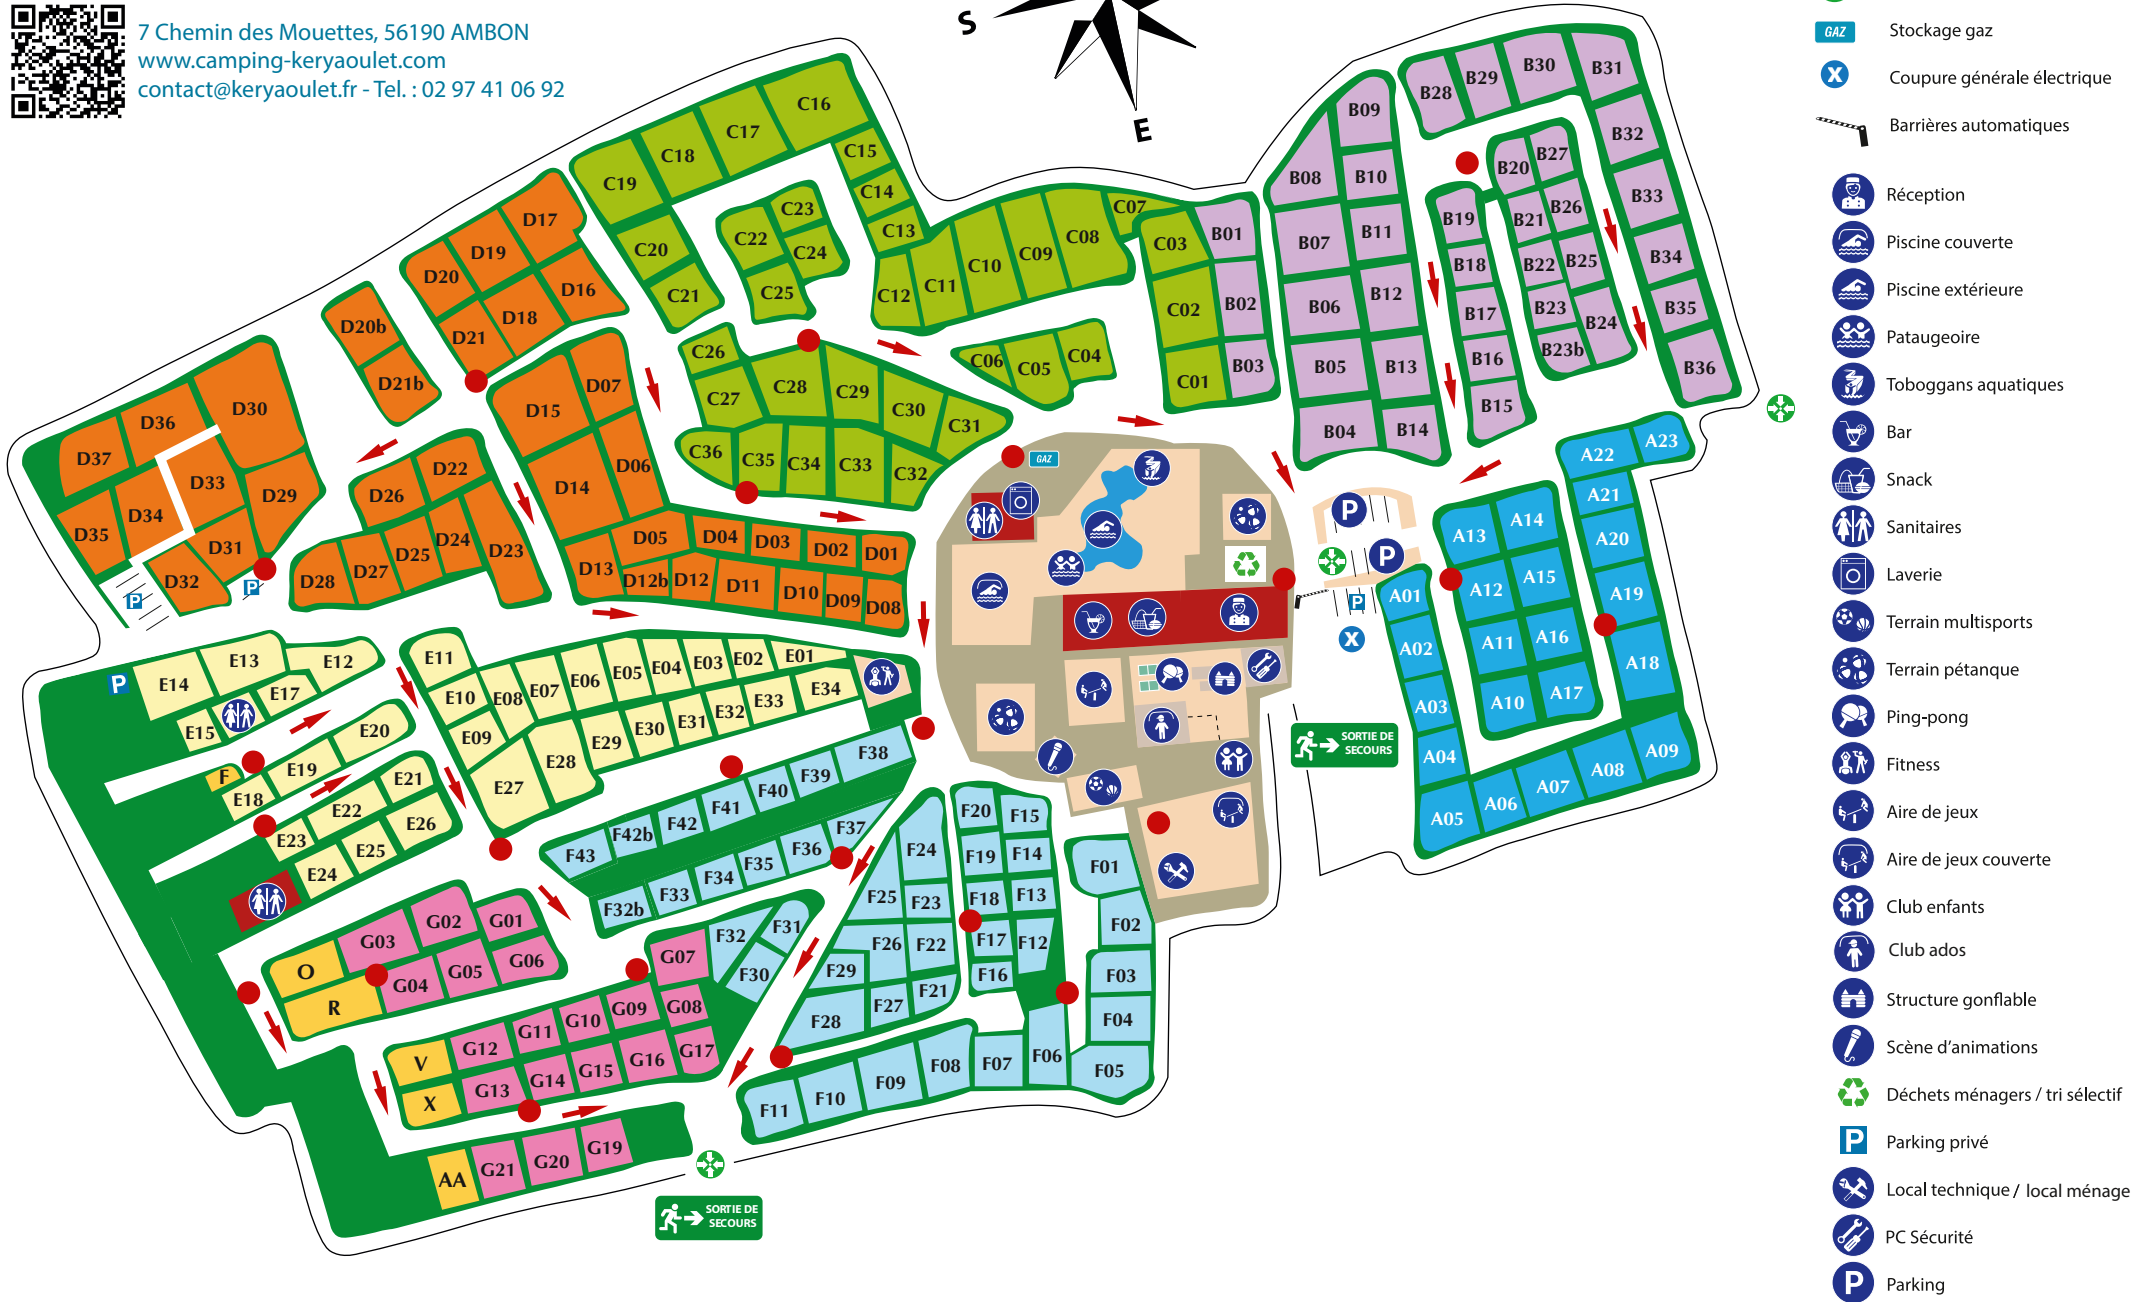 7 Chemin des Mouettes, 56190 AMBON
www.camping-keryaoulet.com
contact@keryaoulet.fr - Tel. : 02 97 41 06 92
S
E
GAZ Stockage gaz
X Coupure générale électrique
Barrières automatiques
Réception
Piscine couverte
Piscine extérieure
Pataugeoire
Toboggans aquatiques
Bar
Snack
Sanitaires
Laverie
Terrain multisports
Terrain pétanque
Ping-pong
Fitness
Aire de jeux
Aire de jeux couverte
Club enfants
Club ados
Structure gonflable
Scène d'animations
Déchets ménagers / tri sélectif
P Parking privé
Local technique / local ménage
PC Sécurité
P Parking
C16
C17
C18
C19
C15
C14
C13
C20
C21
C22
C23
C24
C25
C12
C11
C10
C09
C08
C07
C03
C02
C01
C06
C05
C04
C26
C27
C28
C29
C30
C31
C36
C35
C34
C33
C32
B01
B02
B03
B09
B08
B10
B07
B11
B06
B12
B05
B13
B04
B14
B28
B29
B30
B31
B32
B33
B34
B35
B36
B20
B27
B19
B21
B26
B18
B22
B25
B17
B23
B24
B16
B23b
B15
D17
D19
D20
D16
D18
D21
D20b
D21b
D07
D15
D06
D14
D36
D30
D37
D33
D29
D34
D35
D31
D32
P
P
D22
D26
D24
D25
D23
D27
D28
D05
D04
D03
D02
D01
D13
D12b
D12
D11
D10
D09
D08
GAZ
P
P
P
X
A22
A23
A21
A20
A19
A18
A13
A14
A12
A15
A11
A16
A10
A17
A01
A02
A03
A04
A05
A06
A07
A08
A09
SORTIE DE
SECOURS
P
E14
E13
E12
E17
E15
E11
E10
E09
E08
E07
E06
E05
E04
E03
E02
E01
E34
E33
E32
E31
E30
E29
E28
E27
E20
E19
E18
F
E21
E22
E23
E26
E25
E24
F38
F39
F40
F41
F42
F42b
F43
F37
F36
F35
F34
F33
F32b
F32
F31
F30
F24
F25
F23
F26
F22
F29
F27
F21
F28
F20
F15
F19
F14
F18
F13
F17
F12
F16
F01
F02
F03
F04
F05
F06
F07
F08
F09
F10
F11
O
R
G03
G02
G01
G04
G05
G06
G07
G08
G09
G10
G11
G12
V
X
G13
G14
G15
G16
G17
AA
G21
G20
G19
SORTIE DE
SECOURS